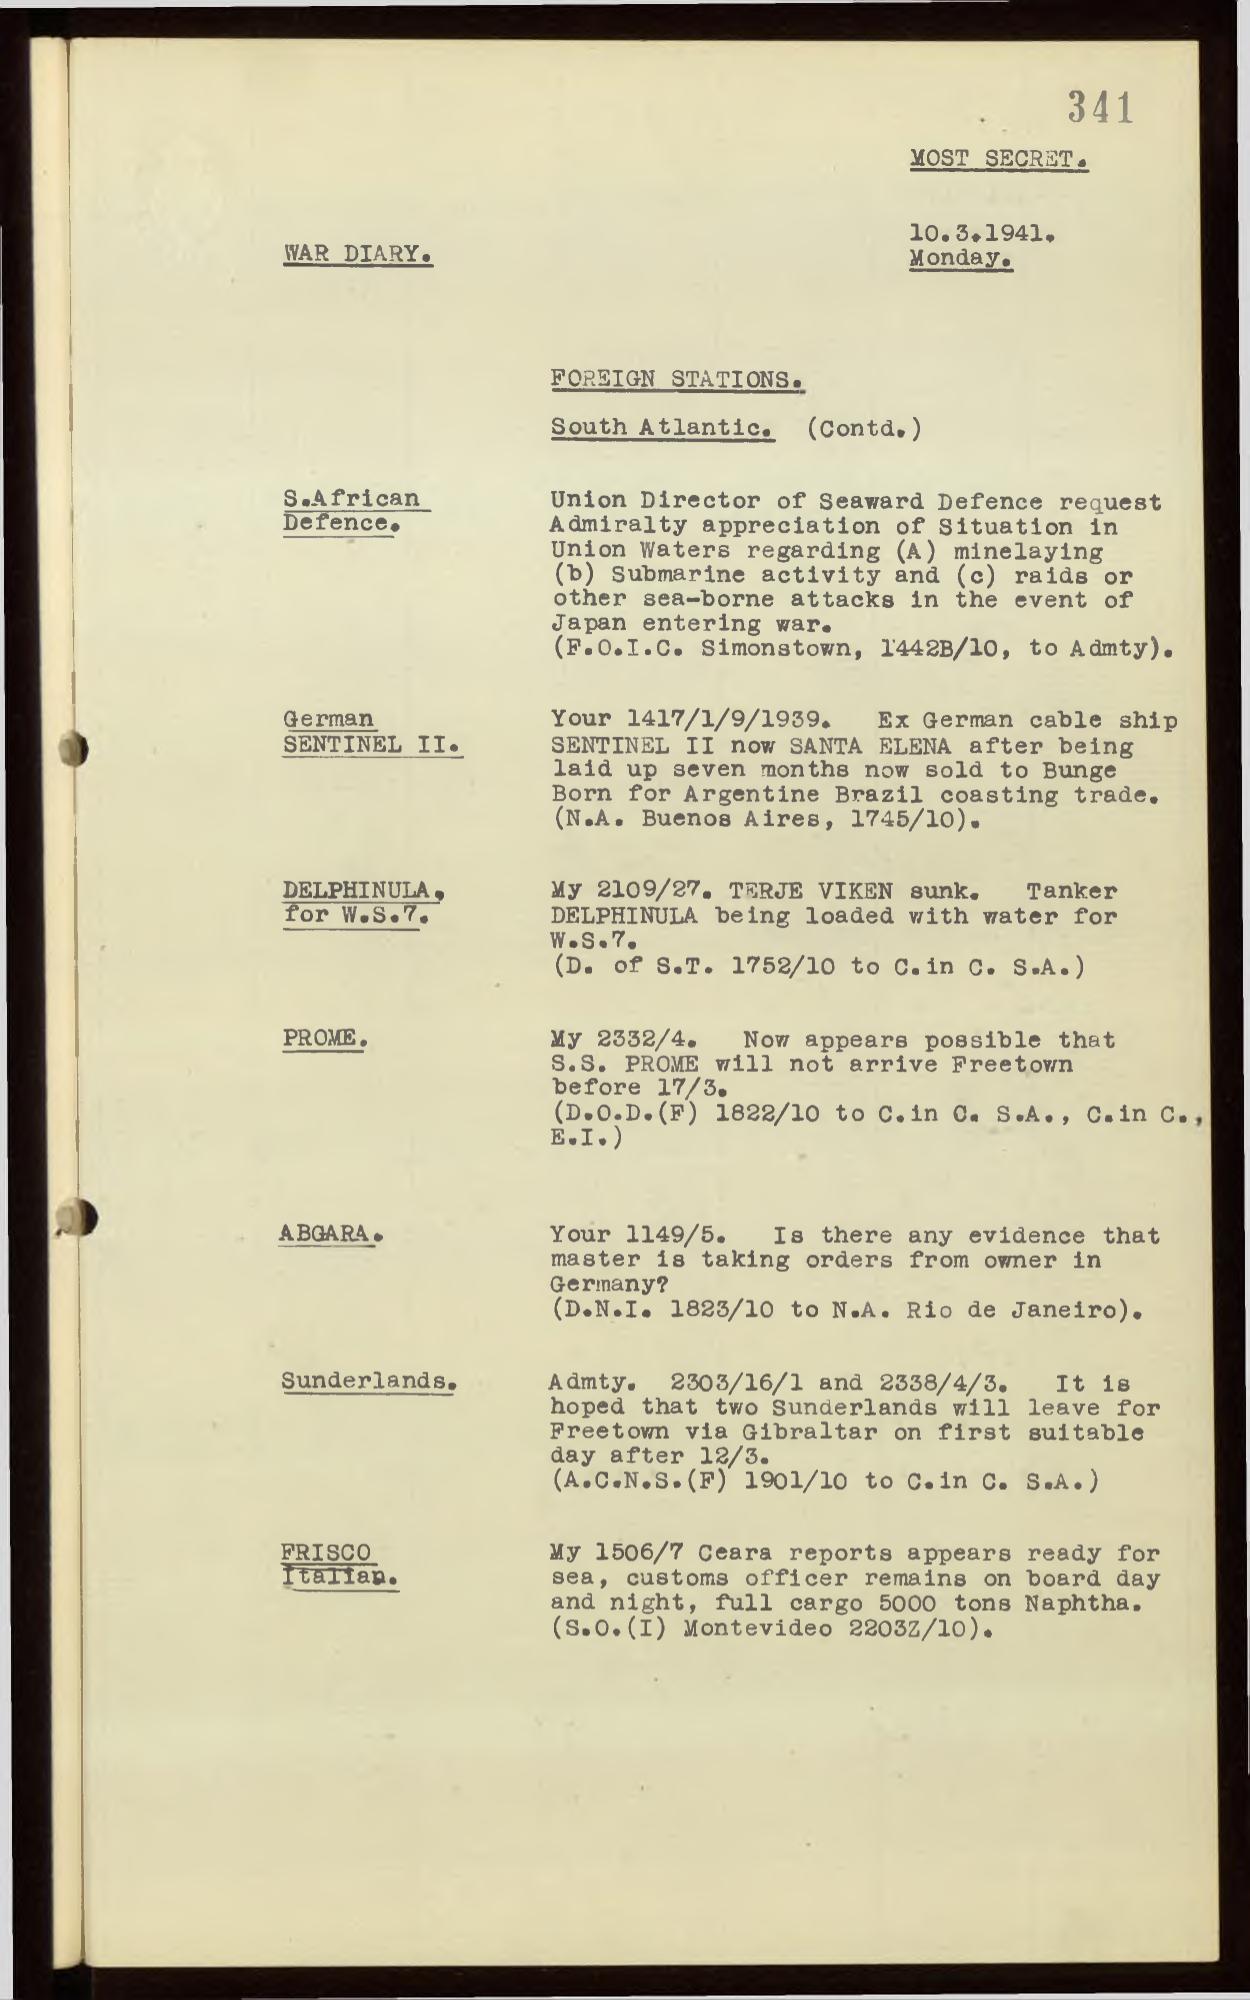 341
MOST SECRET.
10.3.1941.
Monday.
WAR DIARY.
FOREIGN STATIONS.
South Atlantic. (Contd.)
S.African
Defence.
Union Director of Seaward Defence request
Admiralty appreciation of Situation in
Union Waters regarding (A) minelaying
(b) Submarine activity and (c) raids or
other sea-borne attacks in the event of
Japan entering war.
(F.O.I.C. Simonstown, 1442B/10, to Admty).
German
SENTINEL II.
Your 1417/1/9/1939. Ex German cable ship
SENTINEL II now SANTA ELENA after being
laid up seven months now sold to Bunge
Born for Argentine Brazil coasting trade.
(N.A. Buenos Aires, 1745/10).
DELPHINULA,
for W.S.7.
My 2109/27. TERJE VIKEN sunk. Tanker
DELPHINULA being loaded with water for
W.S.7.
(D. of S.T. 1752/10 to C.in C. S.A.)
PROME.
My 2332/4. Now appears possible that
S.S. PROME will not arrive Freetown
before 17/3.
(D.O.D.(F) 1822/10 to C.in C. S.A., C.in C.,
E.I.)
ABGARA.
Your 1149/5. Is there any evidence that
master is taking orders from owner in
Germany?
(D.N.I. 1823/10 to N.A. Rio de Janeiro).
Sunderlands.
Admty. 2303/16/1 and 2338/4/3. It is
hoped that two Sunderlands will leave for
Freetown via Gibraltar on first suitable
day after 12/3.
(A.C.N.S.(F) 1901/10 to C.in C. S.A.)
FRISCO
Italian.
My 1506/7 Ceara reports appears ready for
sea, customs officer remains on board day
and night, full cargo 5000 tons Naphtha.
(S.O.(I) Montevideo 2203Z/10).